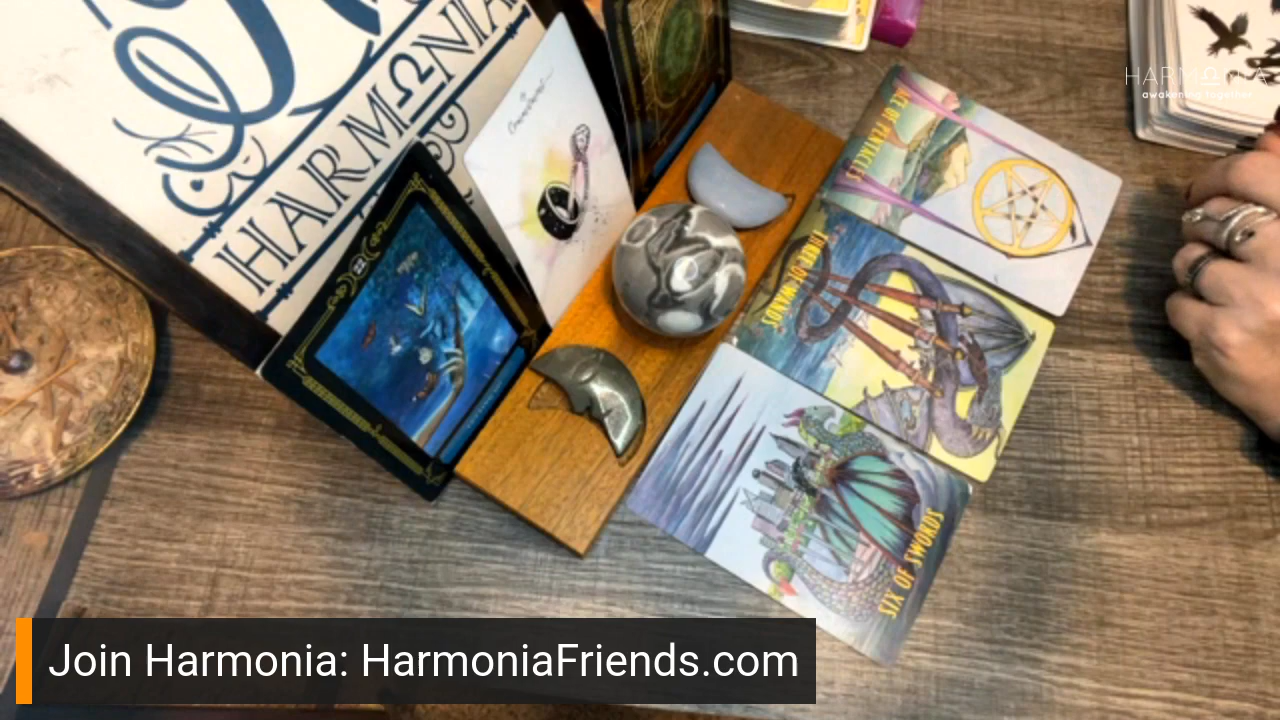 HARMONIA
HARMONIA
awakening together
ACE OF PENTACLES
THREE OF WANDS
SIX OF SWORDS
Join Harmonia: HarmoniaFriends.com